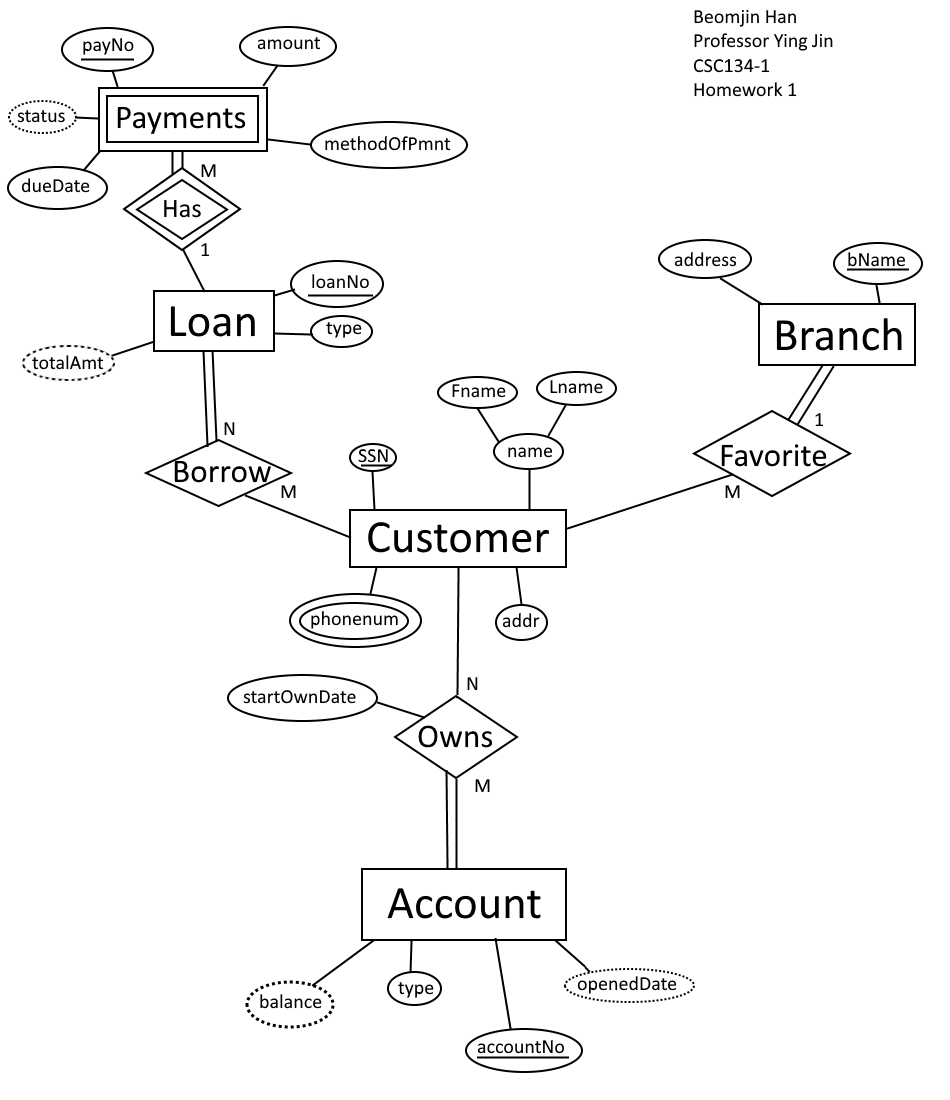 Beomjin Han
Professor Ying Jin
CSC134-1
Homework 1
payNo
amount
status
Payments
methodOfPmnt
dueDate
M
Has
1
loanNo
Loan
type
totalAmt
address
bName
Branch
1
Favorite
M
N
Borrow
M
Fname
Lname
SSN
name
Customer
phonenum
addr
N
startOwnDate
Owns
M
Account
balance
type
openedDate
accountNo